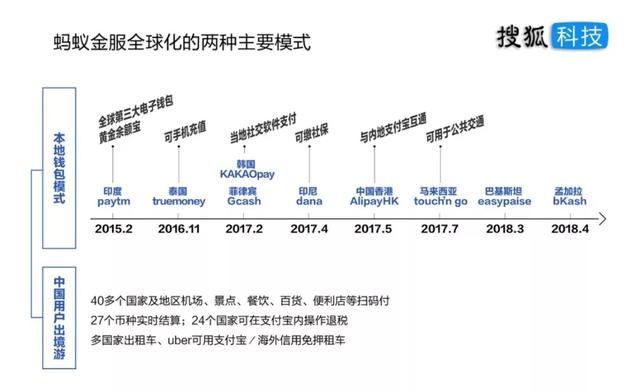 蚂蚁金服全球化的两种主要模式
搜狐 科技
本地钱包模式
全球第三大电子钱包
黄金余额宝
可手机充值
当地社交软件支付
可缴社保
与内地支付宝互通
可用于公共交通
韩国
KAKAOpay
印度
paytm
泰国
truemoney
菲律宾
Gcash
印尼
dana
中国香港
AlipayHK
马来西亚
touch'n go
巴基斯坦
easypaise
孟加拉
bKash
2015.2
2016.11
2017.2
2017.4
2017.5
2017.7
2018.3
2018.4
中国用户出境游
40多个国家及地区机场、景点、餐饮、百货、便利店等扫码付
27个币种实时结算；24个国家可在支付宝内操作退税
多国家出租车、uber可用支付宝／海外信用免押租车